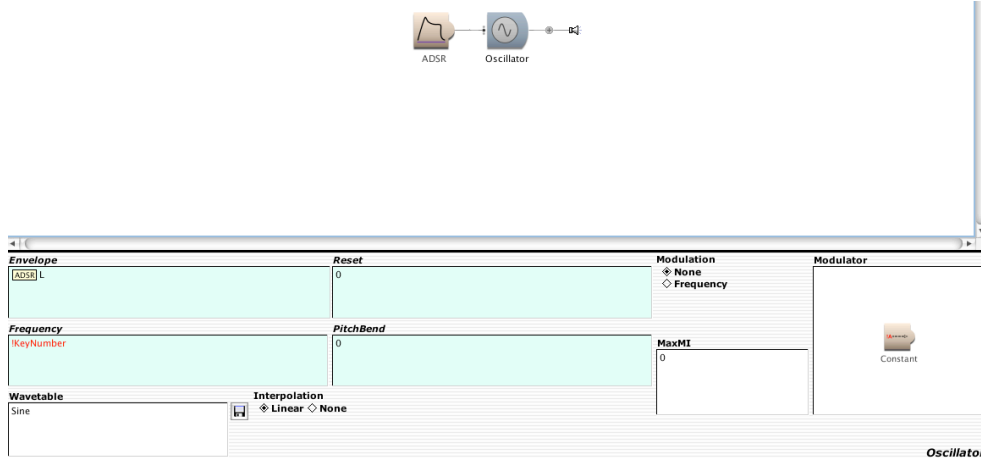 ADSR
Oscillator
Envelope
ADSR L
Reset
0
Modulation
None
Frequency
Modulator
Frequency
!KeyNumber
PitchBend
0
MaxMI
0
Constant
Wavetable
Sine
Interpolation
Linear None
Oscillator